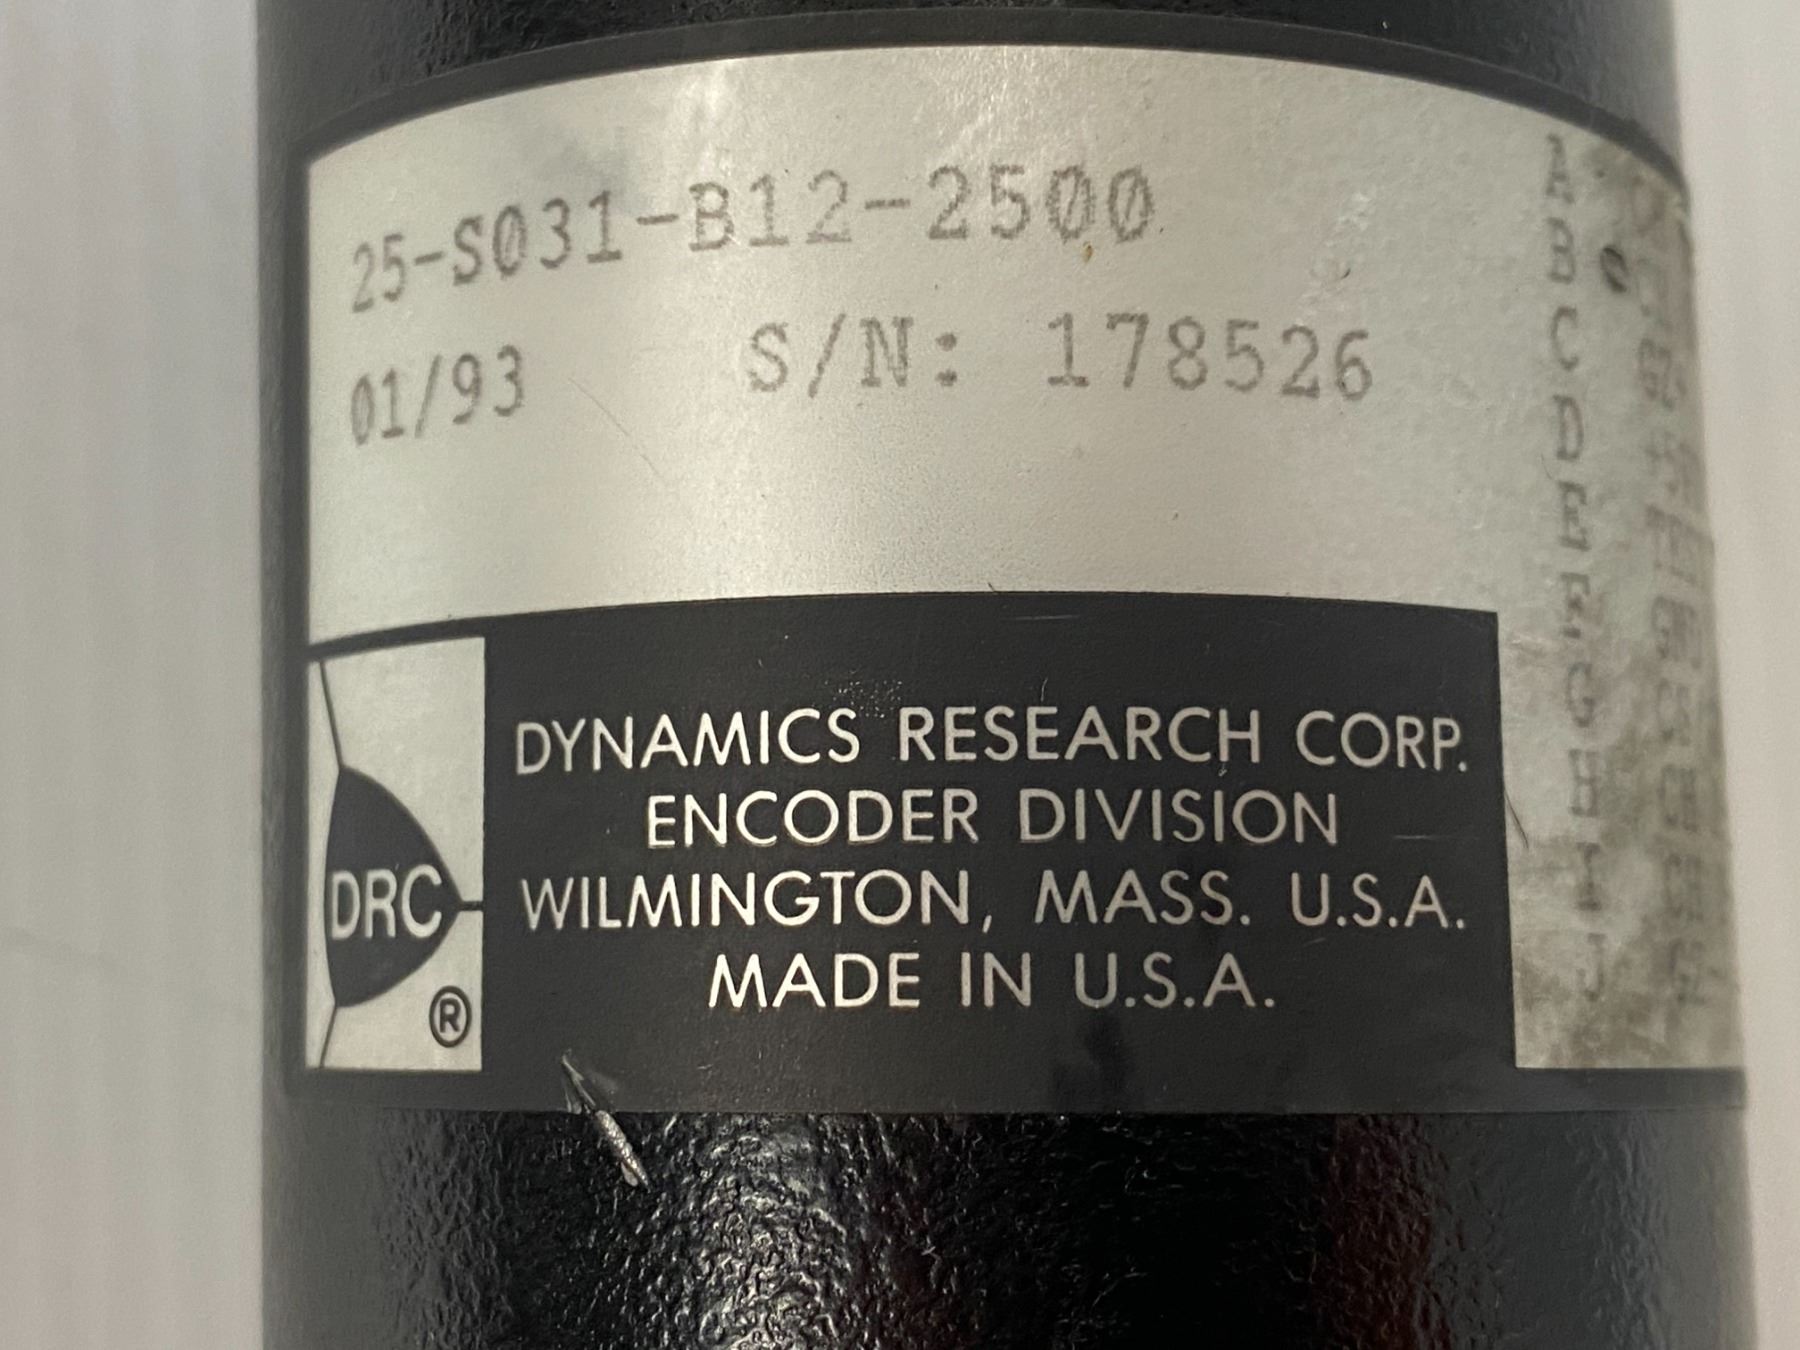 25-S031-B12-2500
01/93 S/N: 178526
DRC
®
DYNAMICS RESEARCH CORP.
ENCODER DIVISION
WILMINGTON, MASS. U.S.A.
MADE IN U.S.A.
A
B
C
D
E
F
G
H
I
J